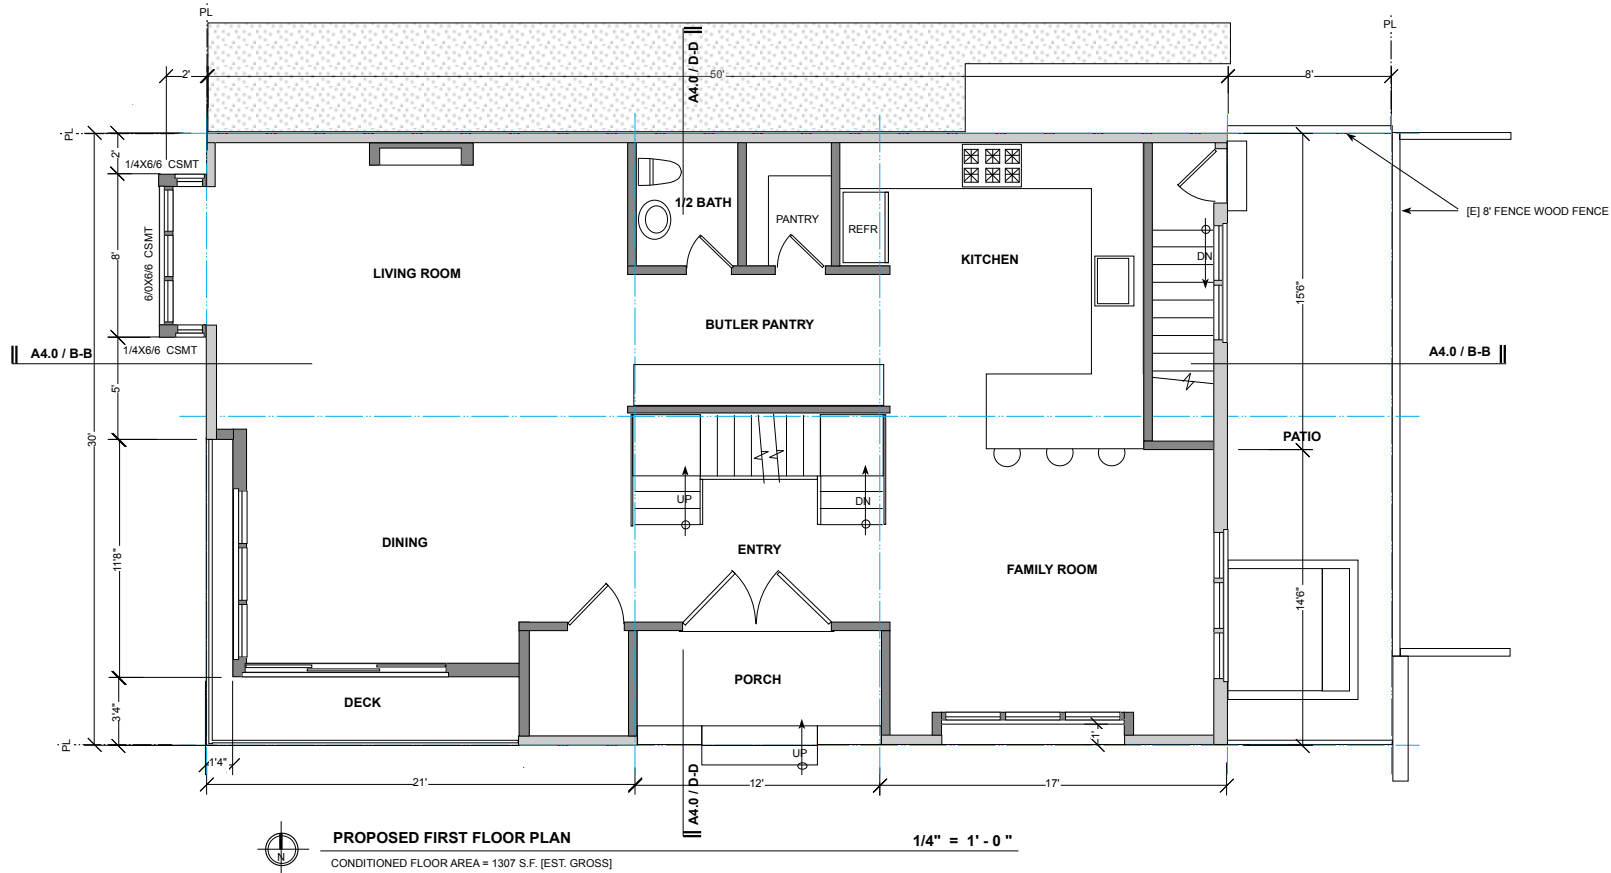 PL
PL
A4.0 / D-D
2'
50'
8'
PL
2'
1/4X6/6 CSMT
8'
6/0X6/6 CSMT
1/2 BATH
PANTRY
REFR
KITCHEN
LIVING ROOM
DN
[E] 8' FENCE WOOD FENCE
15'6"
BUTLER PANTRY
1/4X6/6 CSMT
A4.0 / B-B
A4.0 / B-B
5'
30'
PATIO
UP
DN
DINING
ENTRY
FAMILY ROOM
11'8"
14'6"
DECK
PORCH
3'4"
PL
1'
UP
1'4"
21'
12'
17'
A4.0 / D-D
N
PROPOSED FIRST FLOOR PLAN
1/4" = 1' - 0 "
CONDITIONED FLOOR AREA = 1307 S.F. [EST. GROSS]